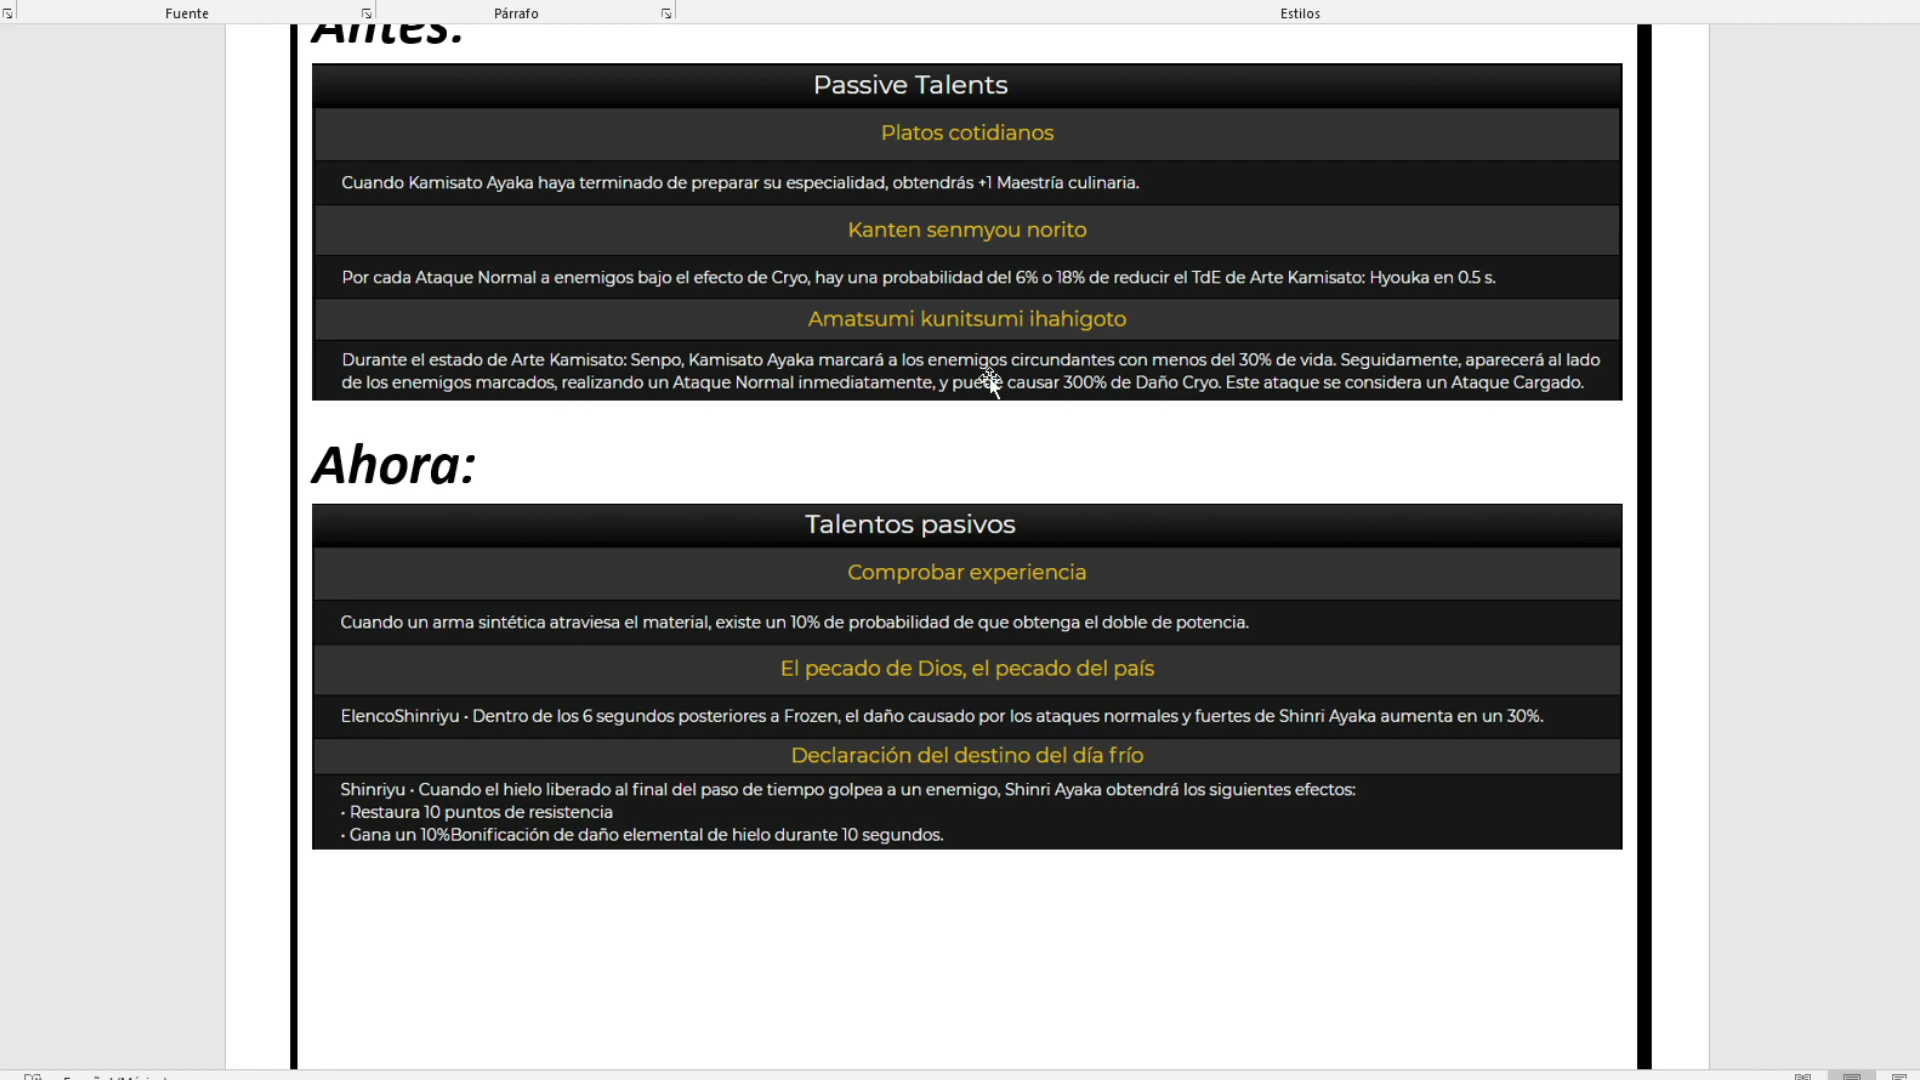 Fuente
Párrafo
Estilos
Antes:
Passive Talents
Platos cotidianos
Cuando Kamisato Ayaka haya terminado de preparar su especialidad, obtendrás +1 Maestría culinaria.
Kanten senmyou norito
Por cada Ataque Normal a enemigos bajo el efecto de Cryo, hay una probabilidad del 6% o 18% de reducir el TdE de Arte Kamisato: Hyouka en 0.5 s.
Amatsumi kunitsumi ihahigoto
Durante el estado de Arte Kamisato: Senpo, Kamisato Ayaka marcará a los enemigos circundantes con menos del 30% de vida. Seguidamente, aparecerá al lado
de los enemigos marcados, realizando un Ataque Normal inmediatamente, y puede causar 300% de Daño Cryo. Este ataque se considera un Ataque Cargado.
Ahora:
Talentos pasivos
Comprobar experiencia
Cuando un arma sintética atraviesa el material, existe un 10% de probabilidad de que obtenga el doble de potencia.
El pecado de Dios, el pecado del país
ElencoShinriyu · Dentro de los 6 segundos posteriores a Frozen, el daño causado por los ataques normales y fuertes de Shinri Ayaka aumenta en un 30%.
Declaración del destino del día frío
Shinriyu · Cuando el hielo liberado al final del paso de tiempo golpea a un enemigo, Shinri Ayaka obtendrá los siguientes efectos:
· Restaura 10 puntos de resistencia
· Gana un 10%Bonificación de daño elemental de hielo durante 10 segundos.